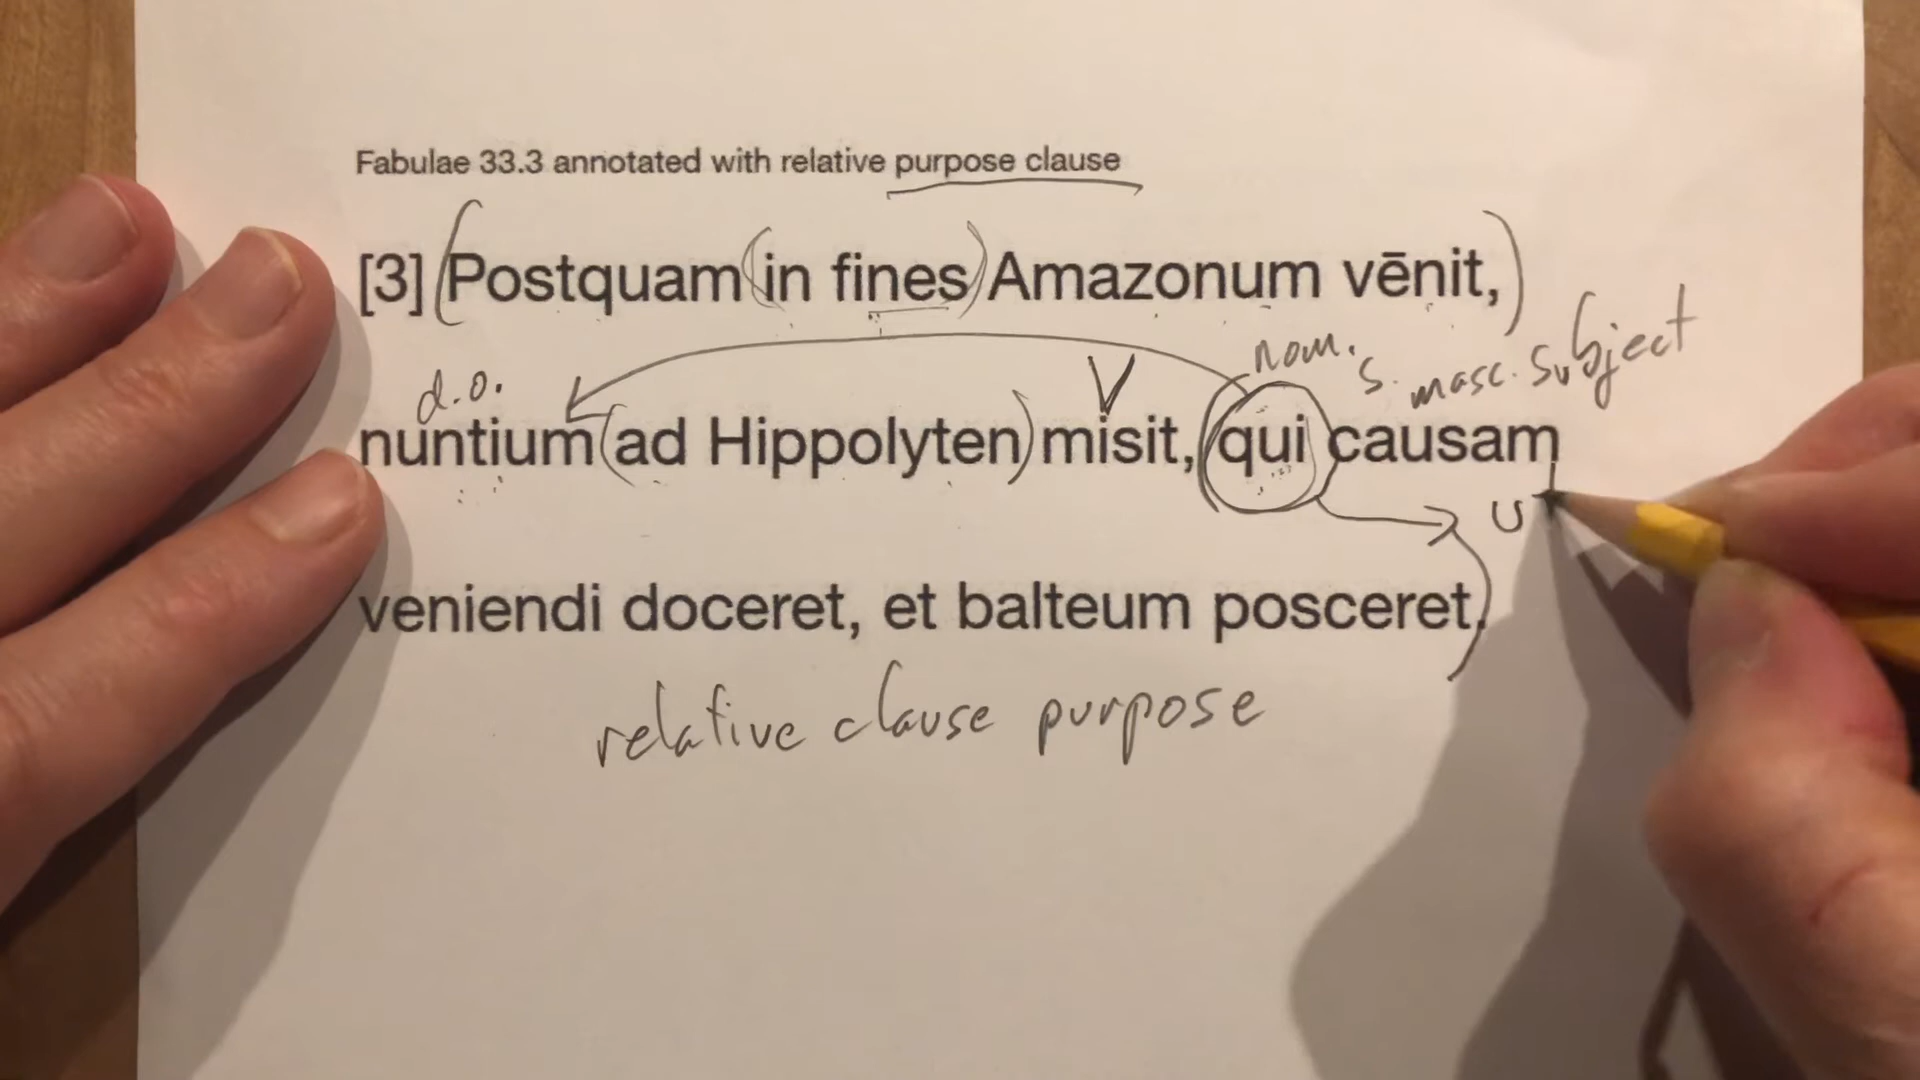 Fabulae 33.3 annotated with relative purpose clause
[3] Postquam in fines Amazonum vēnit,
nom. s. masc. subject
d.o. V
nuntium ad Hippolyten misit, qui causam
ut
veniendi doceret, et balteum posceret.
relative clause purpose